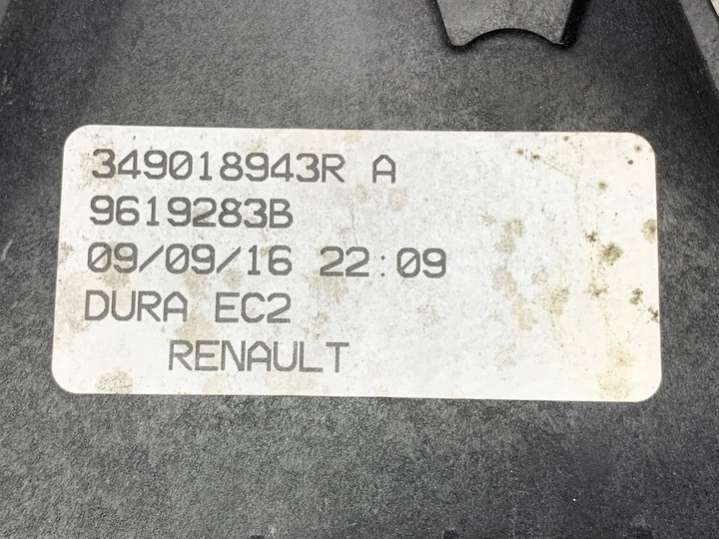 349018943R A
9619283B
09/09/16 22:09
DURA EC2
RENAULT